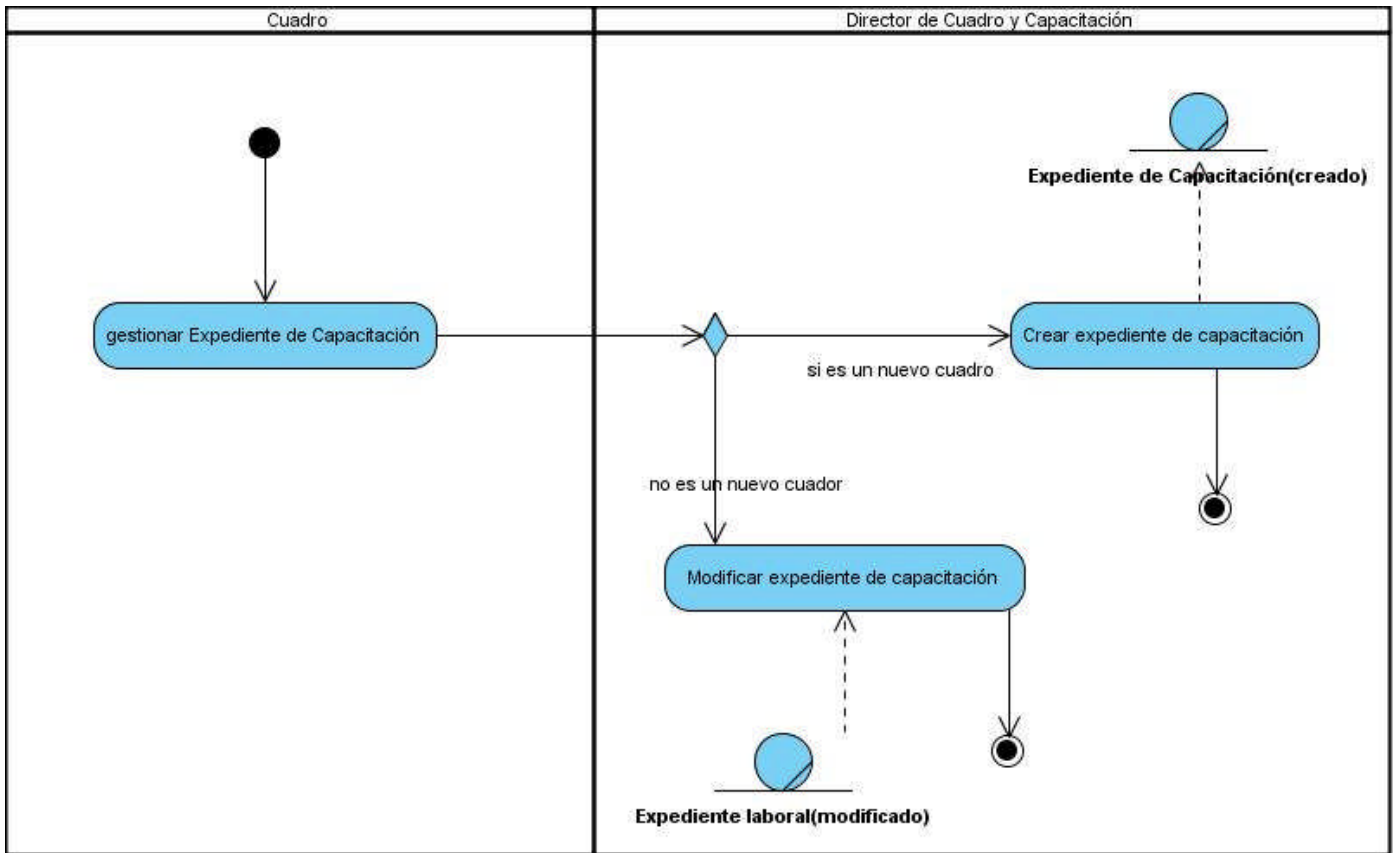 Cuadro
Director de Cuadro y Capacitación
Expediente de Capacitación(creado)
gestionar Expediente de Capacitación
Crear expediente de capacitación
si es un nuevo cuadro
no es un nuevo cuador
Modificar expediente de capacitación
Expediente laboral(modificado)